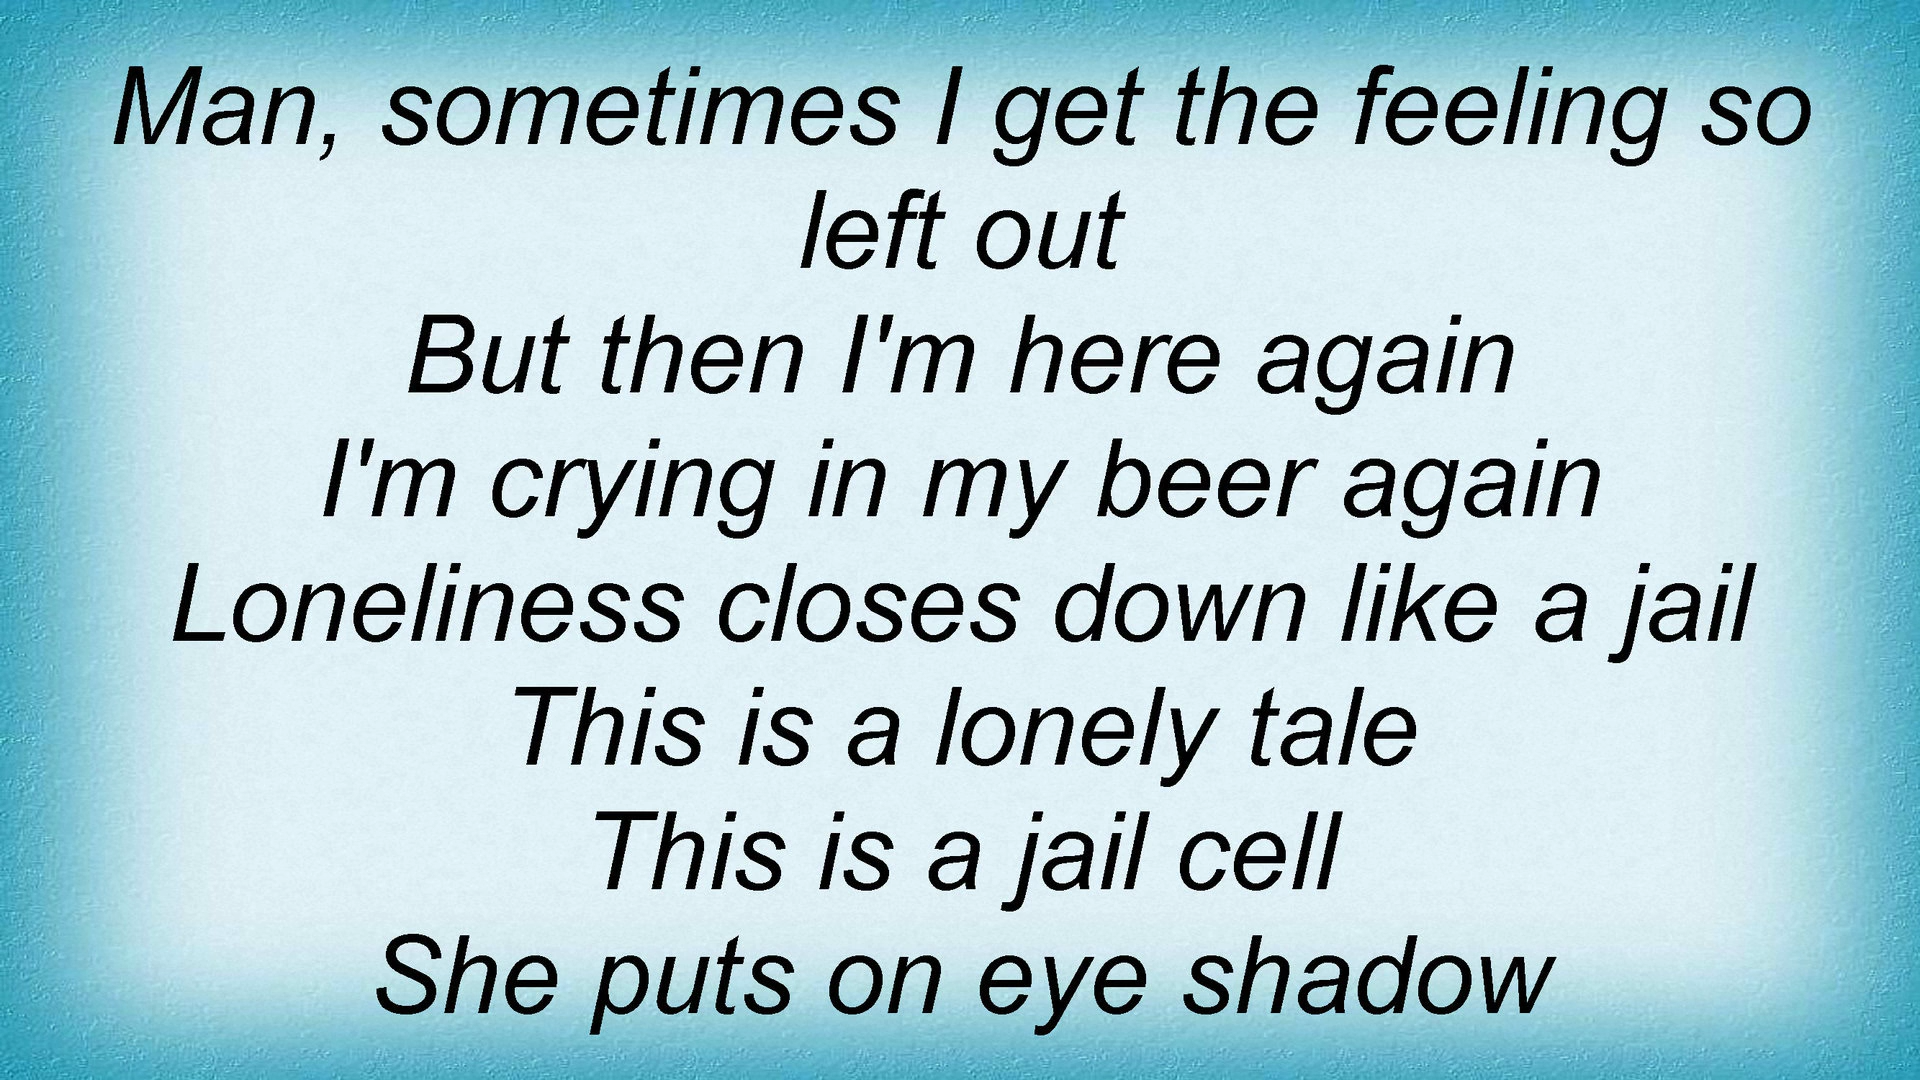 Man, sometimes I get the feeling so
left out
But then I'm here again
I'm crying in my beer again
Loneliness closes down like a jail
This is a lonely tale
This is a jail cell
She puts on eye shadow